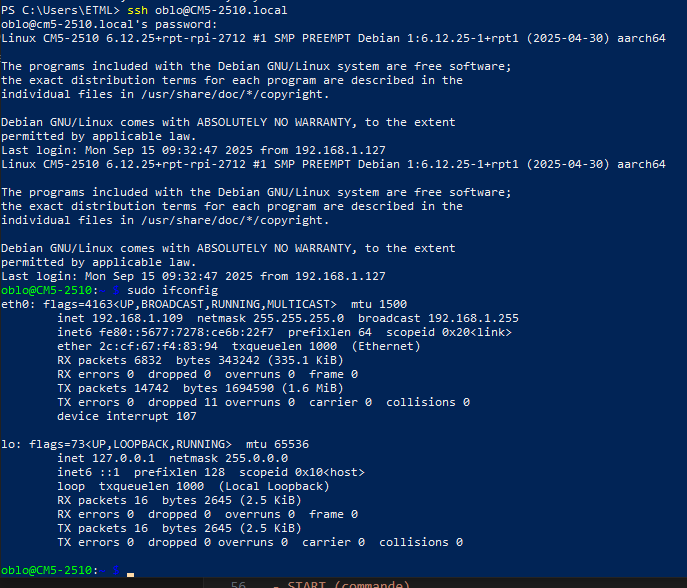 PS C:\Users\ETML> ssh oblo@CM5-2510.local
oblo@cm5-2510.local's password:
Linux CM5-2510 6.12.25+rpt-rpi-2712 #1 SMP PREEMPT Debian 1:6.12.25-1+rpt1 (2025-04-30) aarch64
The programs included with the Debian GNU/Linux system are free software;
the exact distribution terms for each program are described in the
individual files in /usr/share/doc/*/copyright.
Debian GNU/Linux comes with ABSOLUTELY NO WARRANTY, to the extent
permitted by applicable law.
Last login: Mon Sep 15 09:32:47 2025 from 192.168.1.127
Linux CM5-2510 6.12.25+rpt-rpi-2712 #1 SMP PREEMPT Debian 1:6.12.25-1+rpt1 (2025-04-30) aarch64
The programs included with the Debian GNU/Linux system are free software;
the exact distribution terms for each program are described in the
individual files in /usr/share/doc/*/copyright.
Debian GNU/Linux comes with ABSOLUTELY NO WARRANTY, to the extent
permitted by applicable law.
Last login: Mon Sep 15 09:32:47 2025 from 192.168.1.127
oblo@CM5-2510:~ $ sudo ifconfig
eth0: flags=4163<UP,BROADCAST,RUNNING,MULTICAST>  mtu 1500
inet 192.168.1.109  netmask 255.255.255.0  broadcast 192.168.1.255
inet6 fe80::5677:7278:ce6b:22f7  prefixlen 64  scopeid 0x20<link>
ether 2c:cf:67:f4:83:94  txqueuelen 1000  (Ethernet)
RX packets 6832  bytes 343242 (335.1 KiB)
RX errors 0  dropped 0  overruns 0  frame 0
TX packets 14742  bytes 1694590 (1.6 MiB)
TX errors 0  dropped 11 overruns 0  carrier 0  collisions 0
device interrupt 107
lo: flags=73<UP,LOOPBACK,RUNNING>  mtu 65536
inet 127.0.0.1  netmask 255.0.0.0
inet6 ::1  prefixlen 128  scopeid 0x10<host>
loop  txqueuelen 1000  (Local Loopback)
RX packets 16  bytes 2645 (2.5 KiB)
RX errors 0  dropped 0  overruns 0  frame 0
TX packets 16  bytes 2645 (2.5 KiB)
TX errors 0  dropped 0 overruns 0  carrier 0  collisions 0
oblo@CM5-2510:~ $
56 - START (commande)